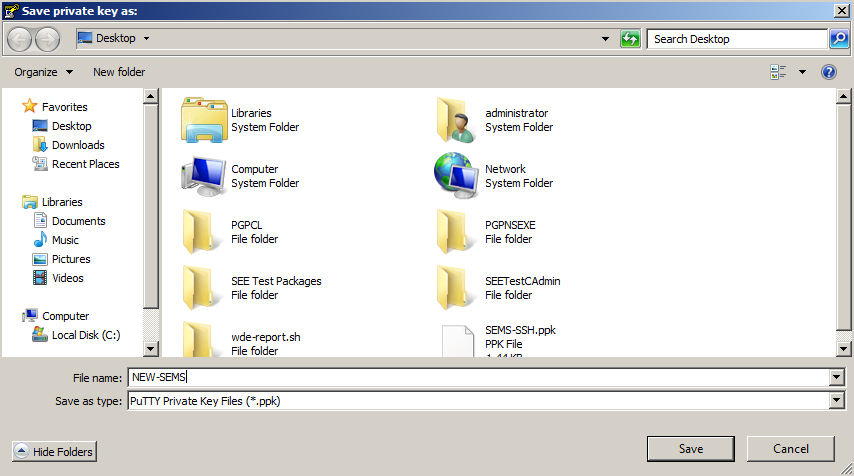 Save private key as:
Desktop
Search Desktop
Organize
New folder
Favorites
Desktop
Downloads
Recent Places
Libraries
Documents
Music
Pictures
Videos
Computer
Local Disk (C:)
Libraries
System Folder
administrator
System Folder
Computer
System Folder
Network
System Folder
PGPCL
File folder
PGPNSEXE
File folder
SEE Test Packages
File folder
SEETestCAdmin
File folder
wde-report.sh
File folder
SEMS-SSH.ppk
PPK File
1.44 KB
File name: NEW-SEMS
Save as type: PuTTY Private Key Files (*.ppk)
Hide Folders
Save
Cancel